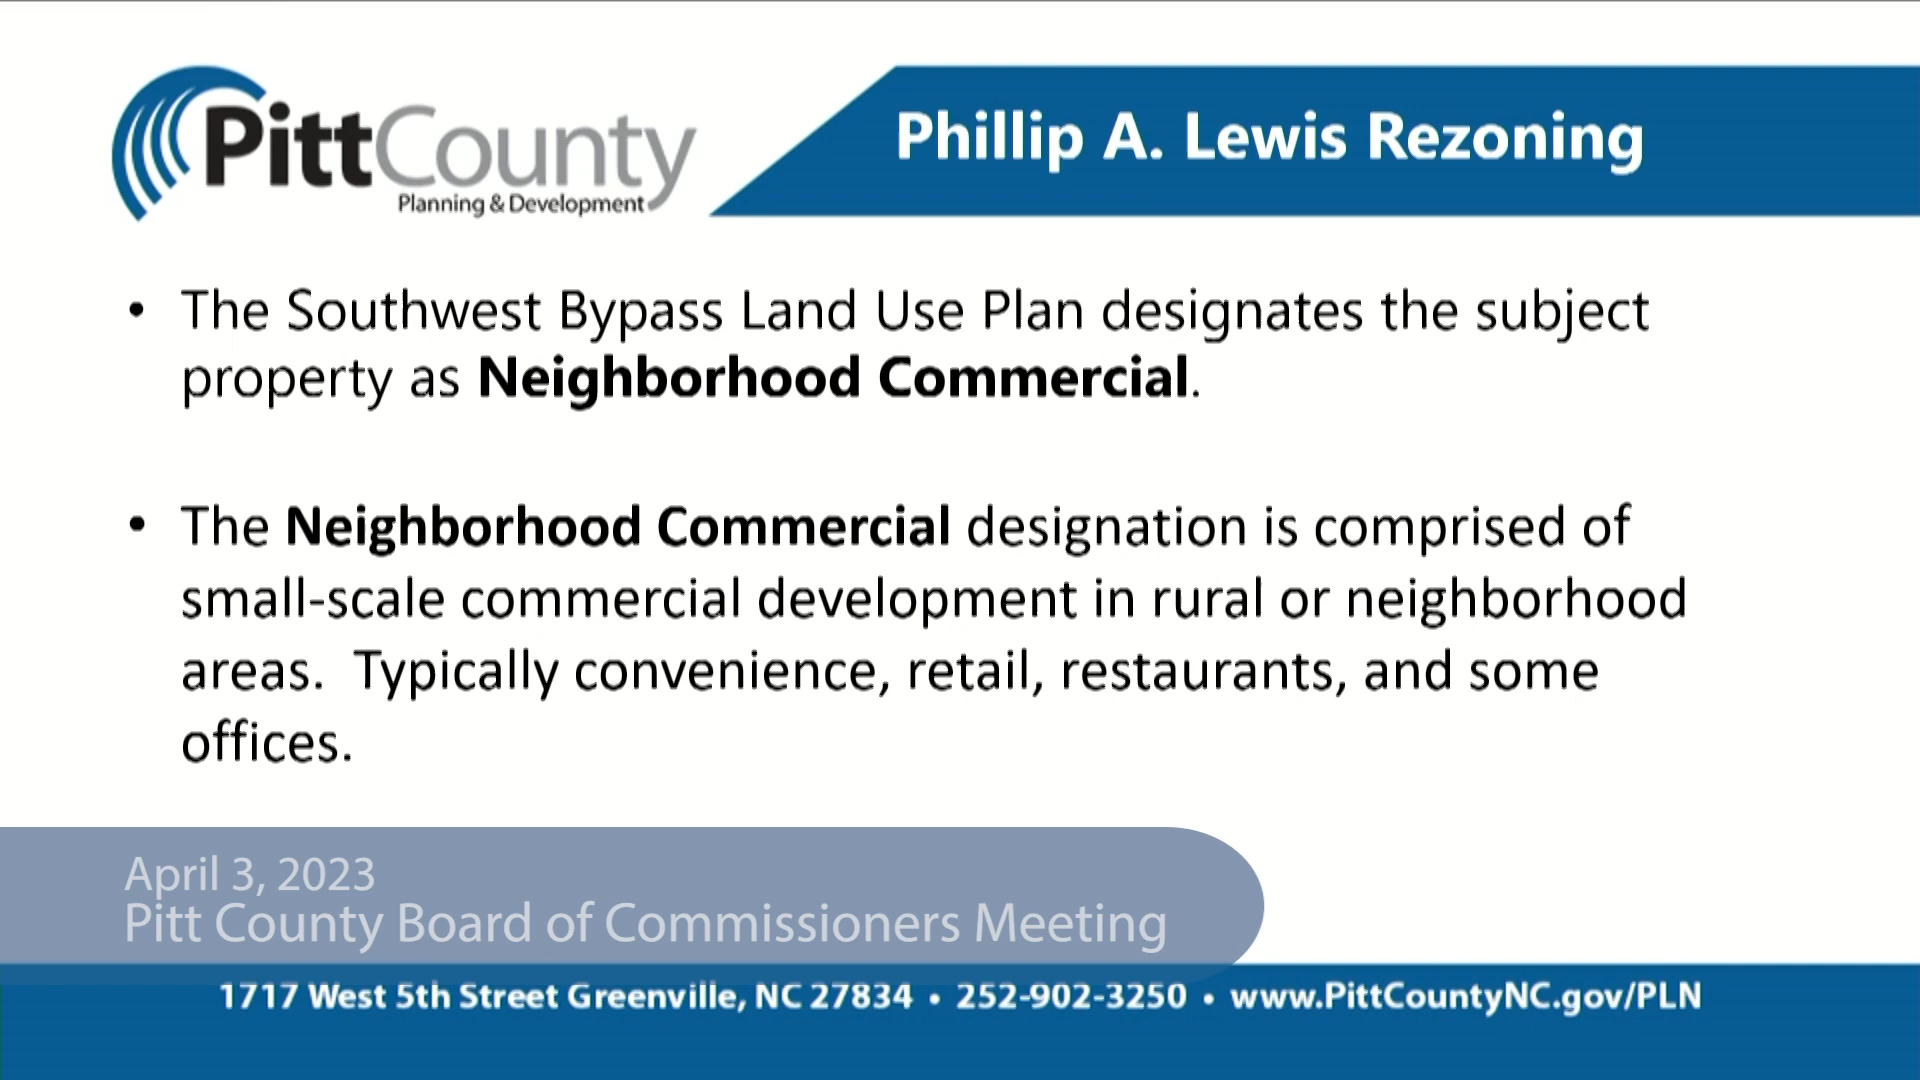 PittCounty
Planning & Development
Phillip A. Lewis Rezoning
• The Southwest Bypass Land Use Plan designates the subject
property as Neighborhood Commercial.
• The Neighborhood Commercial designation is comprised of
small-scale commercial development in rural or neighborhood
areas.  Typically convenience, retail, restaurants, and some
offices.
April 3, 2023
Pitt County Board of Commissioners Meeting
1717 West 5th Street Greenville, NC 27834 • 252-902-3250 • www.PittCountyNC.gov/PLN